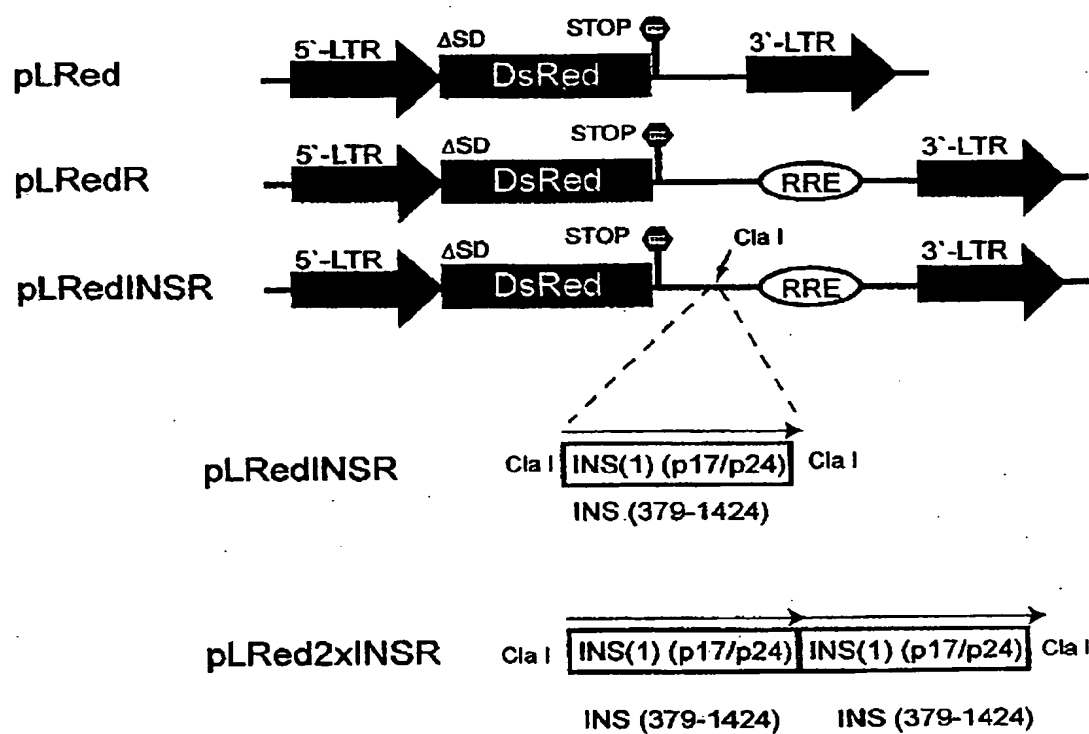 5`-LTR ΔSD STOP 3`-LTR
pLRed DsRed
5`-LTR ΔSD STOP 3`-LTR
pLRedR DsRed RRE
5`-LTR ΔSD STOP Cla I 3`-LTR
pLRedINSR DsRed RRE
pLRedINSR Cla I INS(1) (p17/p24) Cla I
INS (379-1424)
pLRed2xINSR Cla I INS(1) (p17/p24) INS(1) (p17/p24) Cla I
INS (379-1424) INS (379-1424)